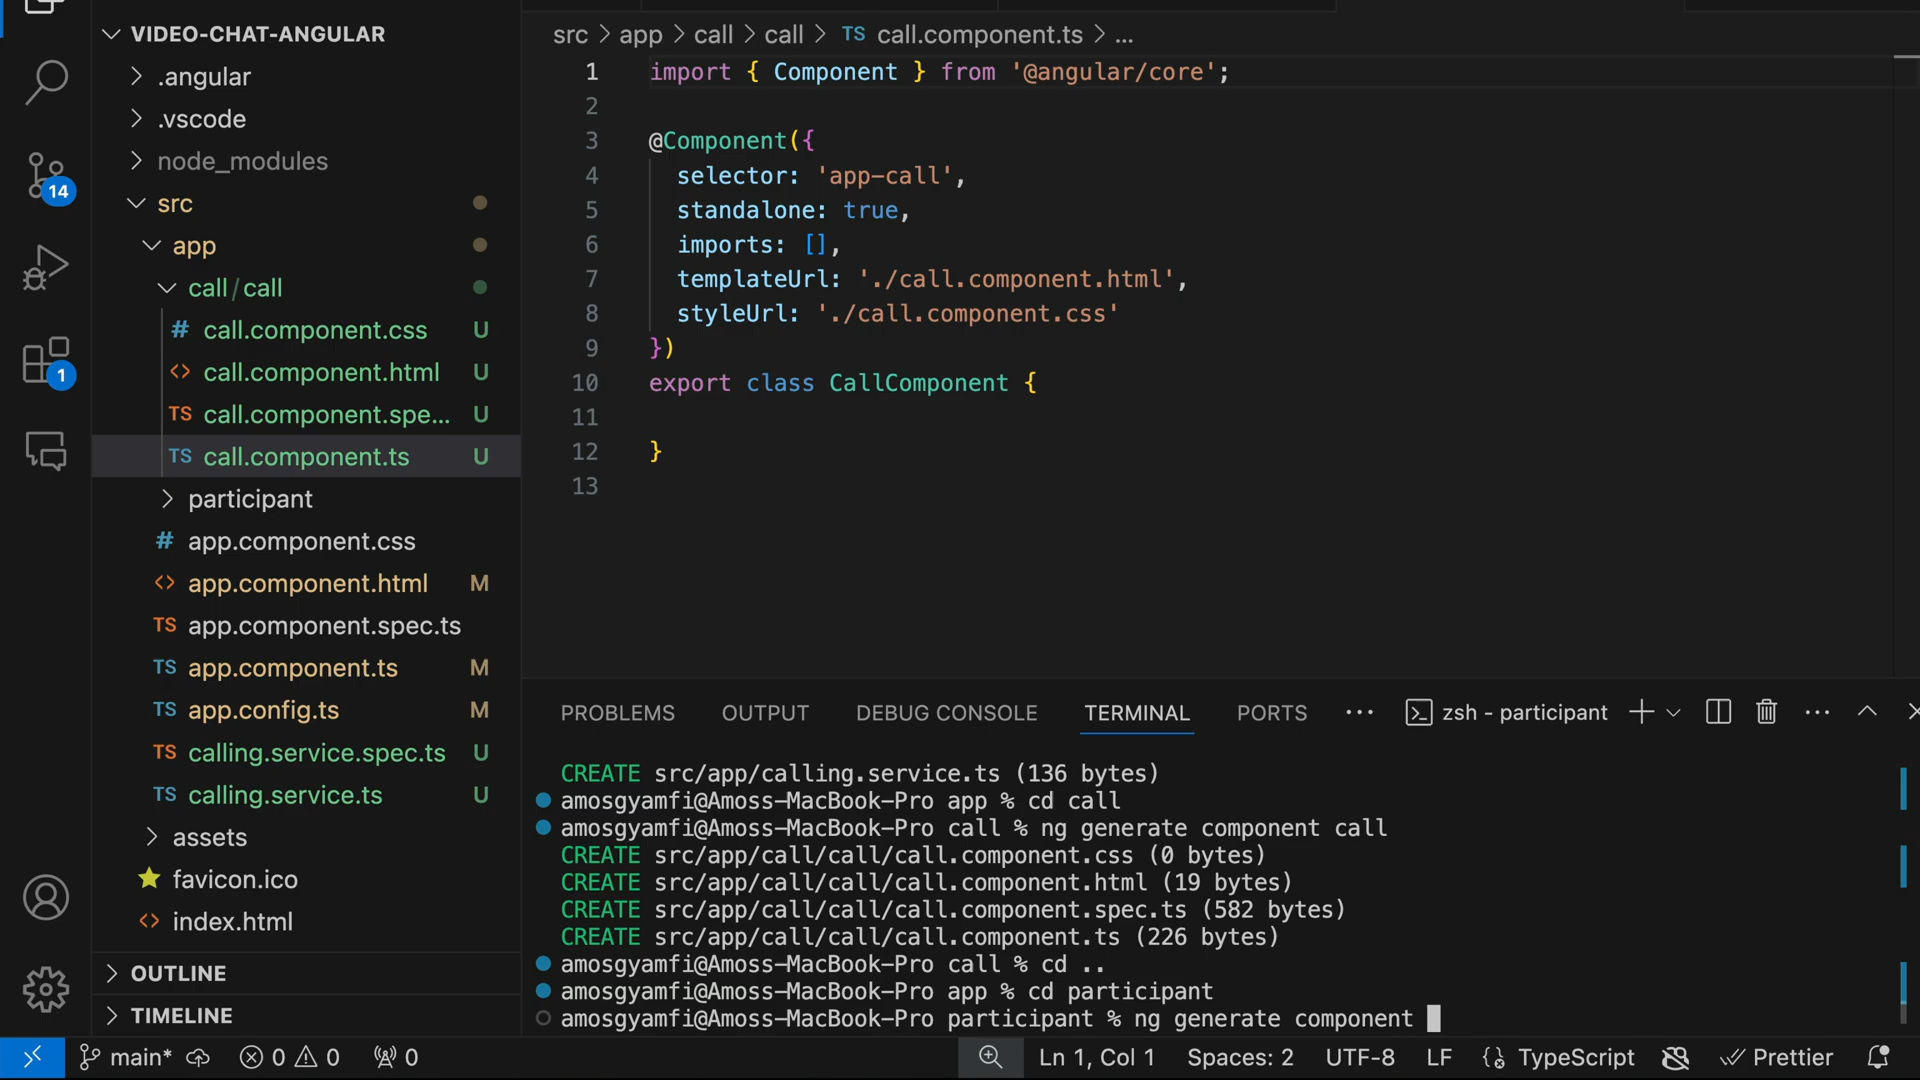 VIDEO-CHAT-ANGULAR
.angular
.vscode
node_modules
src
app
call/call
# call.component.css U
<> call.component.html U
TS call.component.spe... U
TS call.component.ts U
participant
# app.component.css
<> app.component.html M
TS app.component.spec.ts
TS app.component.ts M
TS app.config.ts M
TS calling.service.spec.ts U
TS calling.service.ts U
assets
favicon.ico
<> index.html
OUTLINE
TIMELINE
14
1
src > app > call > call > TS call.component.ts > ...
1 import { Component } from '@angular/core';
2
3 @Component({
4 selector: 'app-call',
5 standalone: true,
6 imports: [],
7 templateUrl: './call.component.html',
8 styleUrl: './call.component.css'
9 })
10 export class CallComponent {
11
12 }
13
PROBLEMS OUTPUT DEBUG CONSOLE TERMINAL PORTS ... zsh - participant
CREATE src/app/calling.service.ts (136 bytes)
amosgyamfi@Amoss-MacBook-Pro app % cd call
amosgyamfi@Amoss-MacBook-Pro call % ng generate component call
CREATE src/app/call/call/call.component.css (0 bytes)
CREATE src/app/call/call/call.component.html (19 bytes)
CREATE src/app/call/call/call.component.spec.ts (582 bytes)
CREATE src/app/call/call/call.component.ts (226 bytes)
amosgyamfi@Amoss-MacBook-Pro call % cd ..
amosgyamfi@Amoss-MacBook-Pro app % cd participant
amosgyamfi@Amoss-MacBook-Pro participant % ng generate component
main* 0 0 0 Ln 1, Col 1 Spaces: 2 UTF-8 LF {} TypeScript Prettier